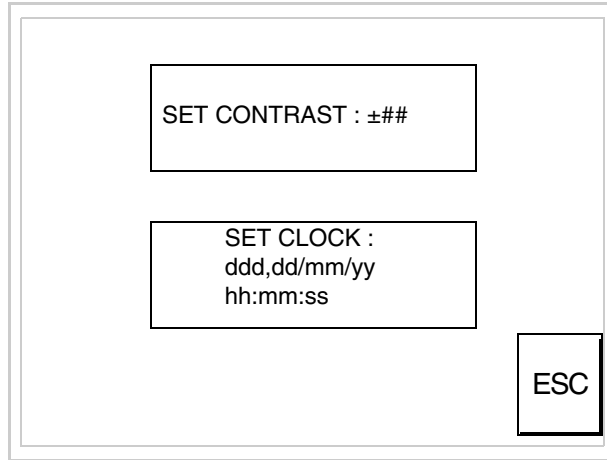 SET CONTRAST : ±##
SET CLOCK :
ddd,dd/mm/yy
hh:mm:ss
ESC